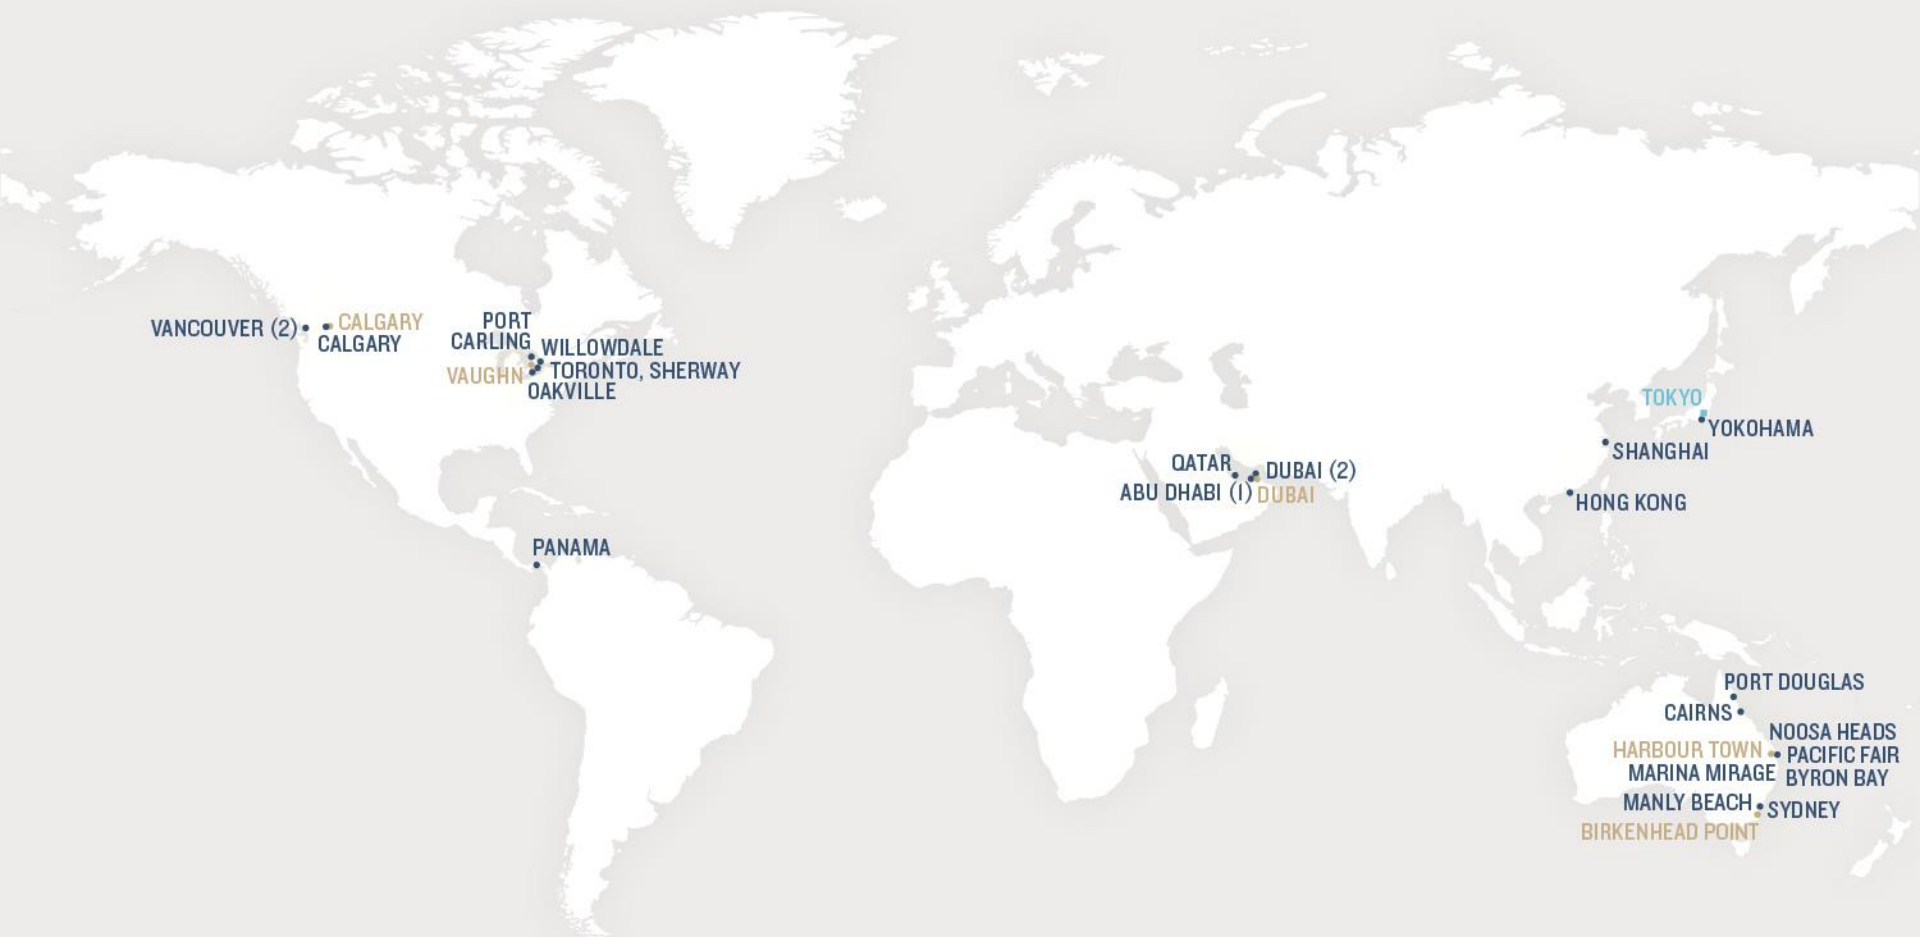 VANCOUVER (2)
CALGARY
CALGARY
PORT
CARLING
WILLOWDALE
TORONTO, SHERWAY
VAUGHN
OAKVILLE
PANAMA
QATAR
DUBAI (2)
ABU DHABI (1)
DUBAI
TOKYO
YOKOHAMA
SHANGHAI
HONG KONG
PORT DOUGLAS
CAIRNS
NOOSA HEADS
HARBOUR TOWN
PACIFIC FAIR
MARINA MIRAGE
BYRON BAY
MANLY BEACH
SYDNEY
BIRKENHEAD POINT